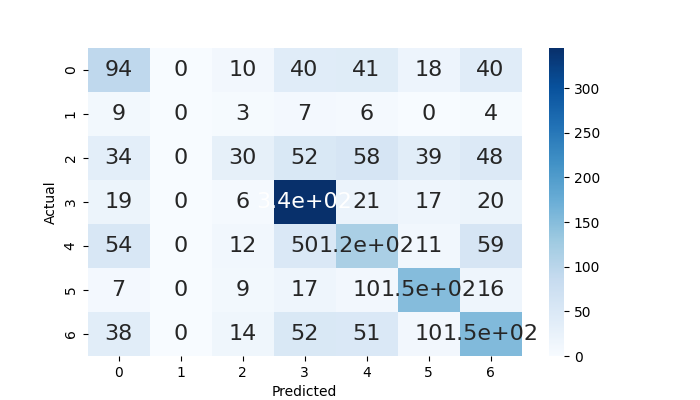 0 94 0 10 40 41 18 40
1 9 0 3 7 6 0 4
2 34 0 30 52 58 39 48
3 19 0 6 3.4e+02 21 17 20
4 54 0 12 50 1.2e+02 11 59
5 7 0 9 17 10 1.5e+02 16
6 38 0 14 52 51 10 1.5e+02
0 1 2 3 4 5 6
Predicted
Actual
300
250
200
150
100
50
0